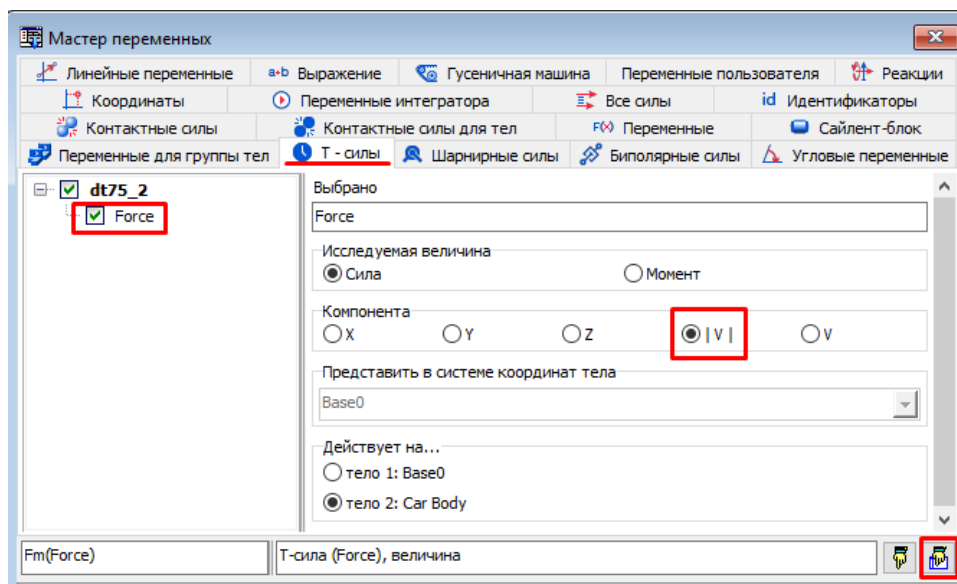 Мастер переменных
Линейные переменные a+b Выражение Гусеничная машина Переменные пользователя Реакции
Координаты Переменные интегратора Все силы id Идентификаторы
Контактные силы Контактные силы для тел F(x) Переменные Сайлент-блок
Переменные для группы тел Т - силы Шарнирные силы Биполярные силы Угловые переменные
dt75_2
Force
Выбрано
Force
Исследуемая величина
Сила Момент
Компонента
X Y Z | V | V
Представить в системе координат тела
Base0
Действует на...
тело 1: Base0
тело 2: Car Body
Fm(Force) Т-сила (Force), величина